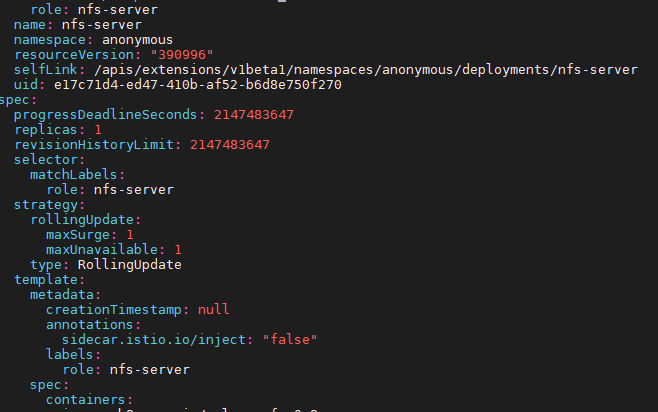 role: nfs-server
name: nfs-server
namespace: anonymous
resourceVersion: "390996"
selfLink: /apis/extensions/v1beta1/namespaces/anonymous/deployments/nfs-server
uid: e17c71d4-ed47-410b-af52-b6d8e750f270
spec:
progressDeadlineSeconds: 2147483647
replicas: 1
revisionHistoryLimit: 2147483647
selector:
matchLabels:
role: nfs-server
strategy:
rollingUpdate:
maxSurge: 1
maxUnavailable: 1
type: RollingUpdate
template:
metadata:
creationTimestamp: null
annotations:
sidecar.istio.io/inject: "false"
labels:
role: nfs-server
spec:
containers: